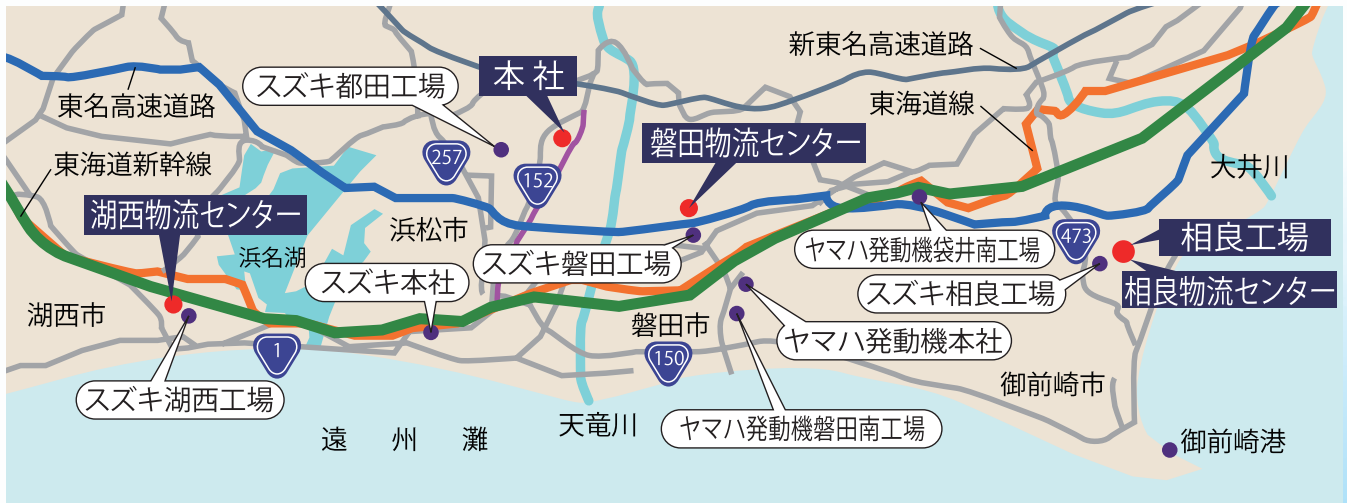 新東名高速道路
本 社
スズキ都田工場
東名高速道路
東海道線
257
152
磐田物流センター
東海道新幹線
大井川
湖西物流センター
浜松市
473
相良工場
ヤマハ発動機袋井南工場
浜名湖
スズキ磐田工場
スズキ本社
スズキ相良工場
相良物流センター
湖西市
磐田市
ヤマハ発動機本社
1
150
御前崎市
スズキ湖西工場
天竜川
ヤマハ発動機磐田南工場
遠 州 灘
御前崎港